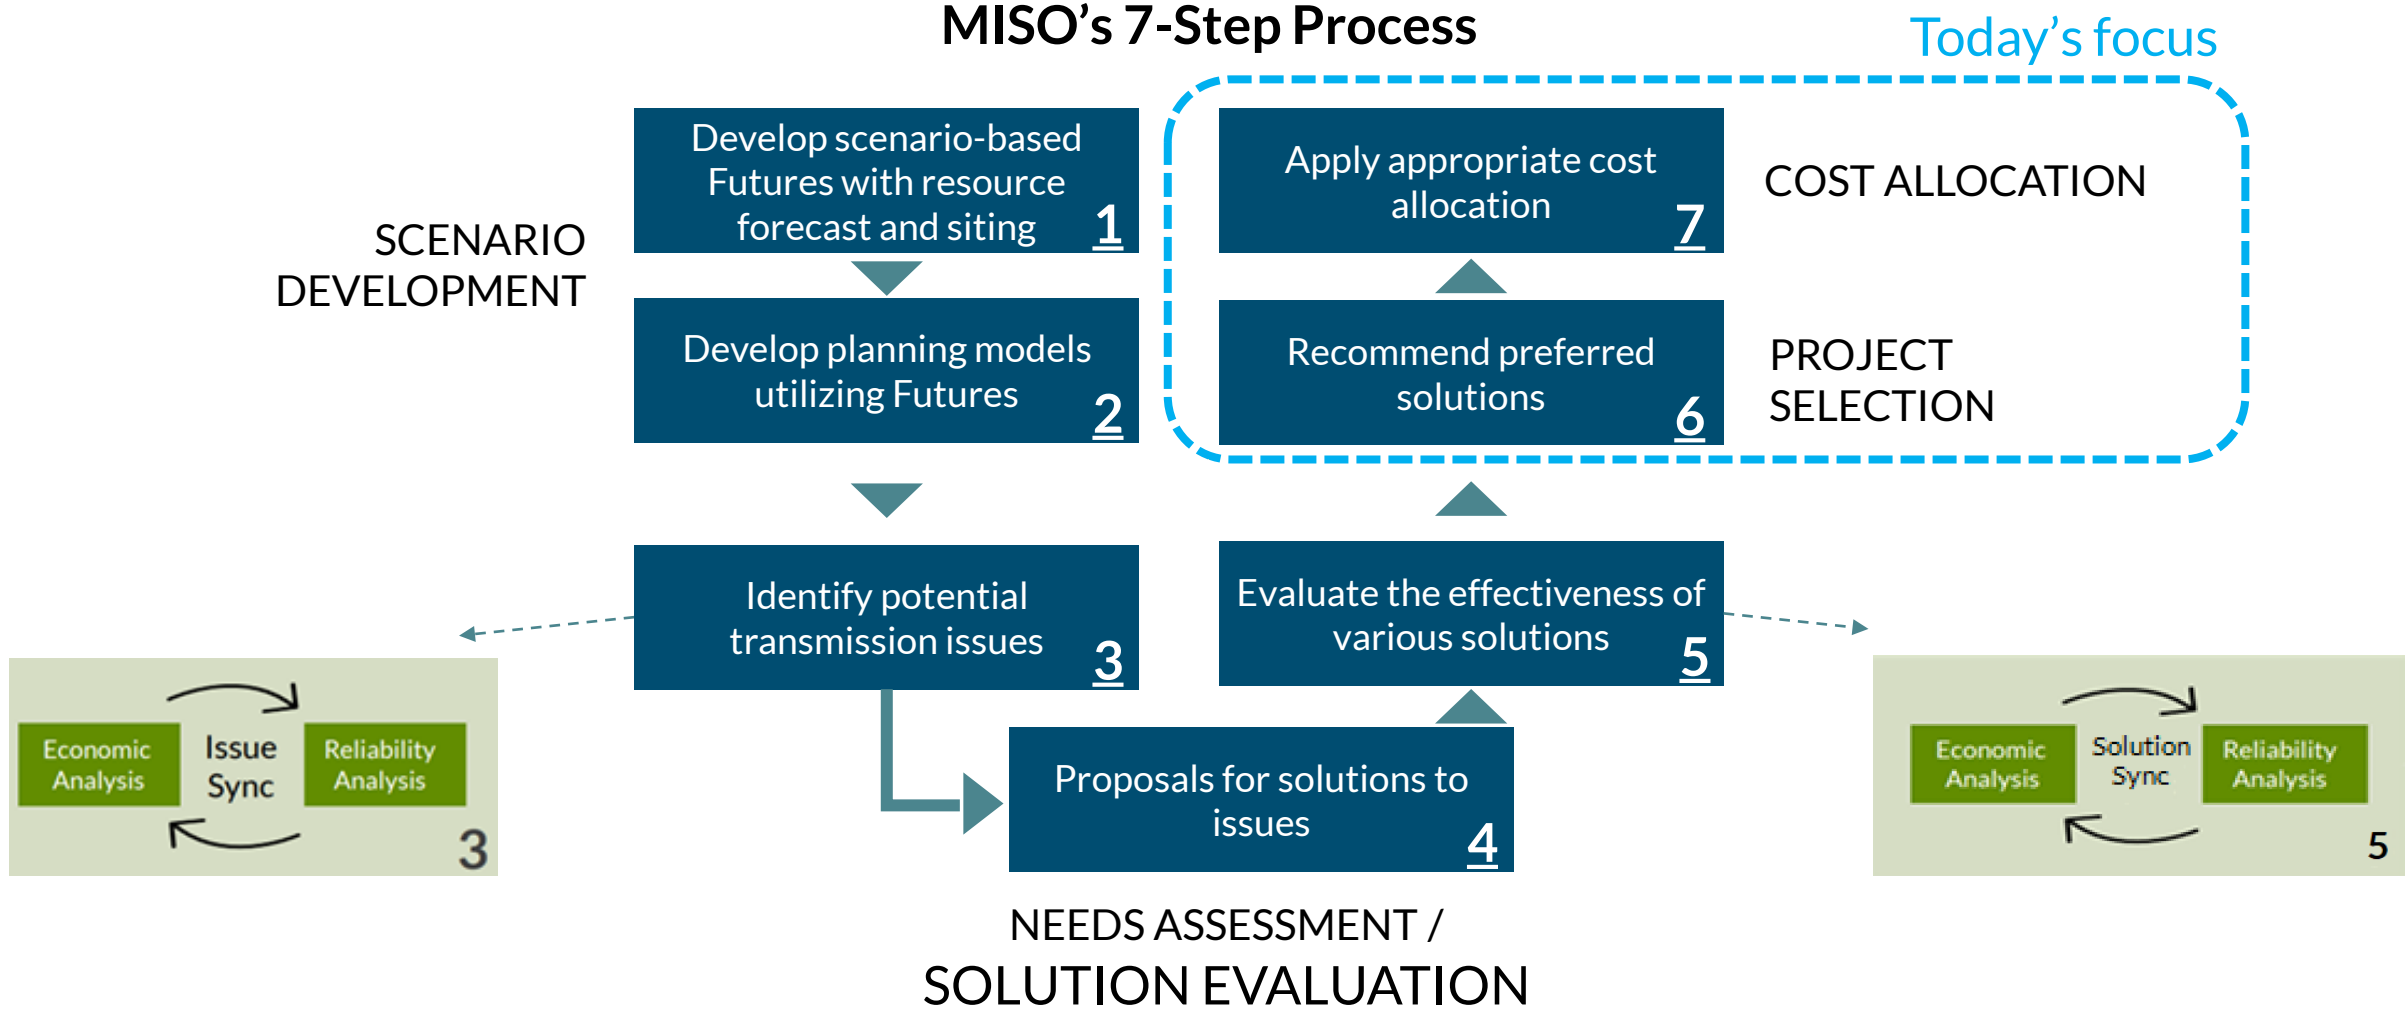 MISO’s 7-Step Process
Today’s focus
SCENARIO
DEVELOPMENT
Develop scenario-based
Futures with resource
forecast and siting
1
Develop planning models
utilizing Futures
2
Identify potential
transmission issues
3
Economic
Analysis
Issue
Sync
Reliability
Analysis
3
Proposals for solutions to
issues
4
NEEDS ASSESSMENT /
SOLUTION EVALUATION
Evaluate the effectiveness of
various solutions
5
Economic
Analysis
Solution
Sync
Reliability
Analysis
5
Recommend preferred
solutions
6
PROJECT
SELECTION
Apply appropriate cost
allocation
7
COST ALLOCATION